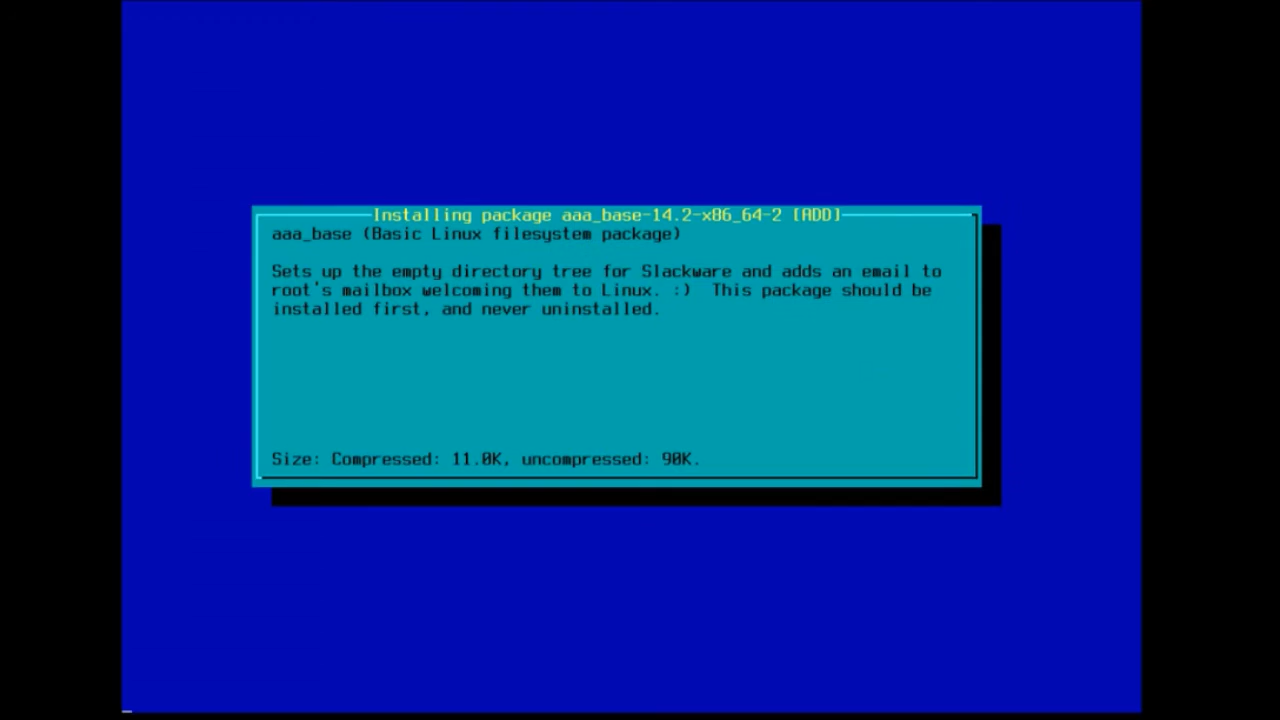 Installing package aaa_base-14.2-x86_64-2 [ADD]
aaa_base (Basic Linux filesystem package)
Sets up the empty directory tree for Slackware and adds an email to
root's mailbox welcoming them to Linux. :)  This package should be
installed first, and never uninstalled.
Size: Compressed: 11.0K, uncompressed: 90K.